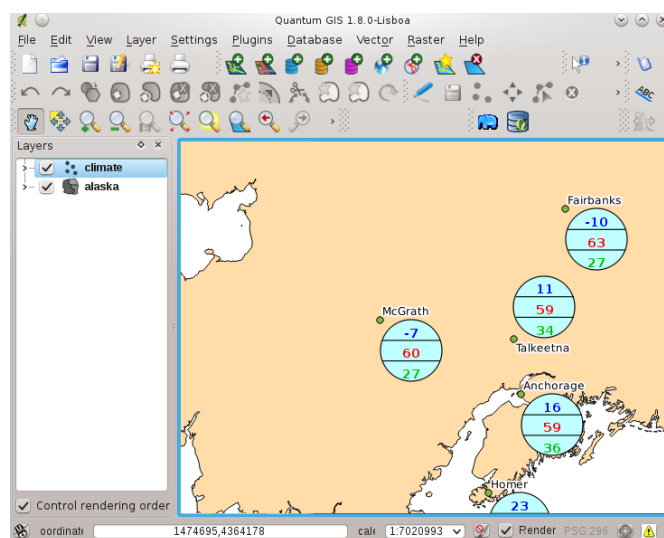 Quantum GIS 1.8.0-Lisboa
File Edit View Layer Settings Plugins Database Vector Raster Help
ABC
Layers
climate
alaska
Fairbanks
-10
63
27
11
59
34
Talkeetna
McGrath
-7
60
27
Anchorage
16
59
36
Homer
23
Control rendering order
oordinate 1474695,4364178 cale 1:7020993 Render PSG:296